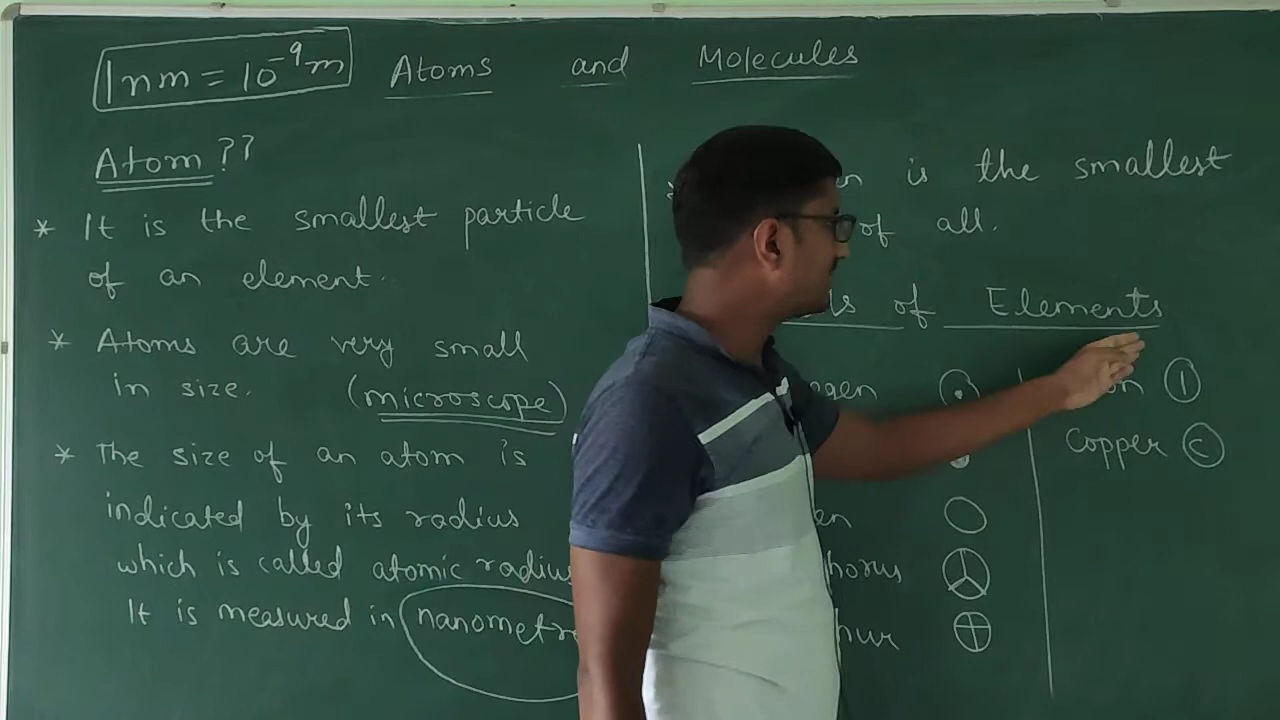 1nm = 10⁻⁹m
Atoms and Molecules
Atom ??
* It is the smallest particle
of an element.
* Atoms are very small
in size. (microscope)
* The size of an atom is
indicated by its radius
which is called atomic radius
It is measured in nanometre
is the smallest
of all.
of Elements
I
Copper C